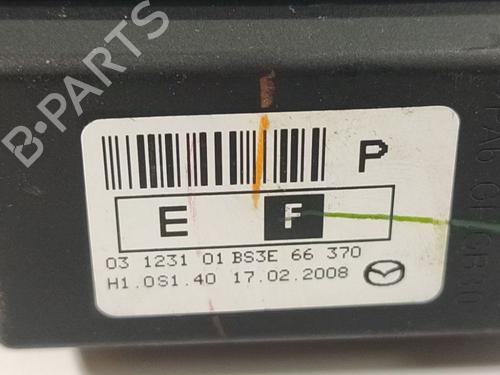 B-PARTS
P
E F
03 1231 01 BS3E 66 370
H1.0S1.40 17.02.2008